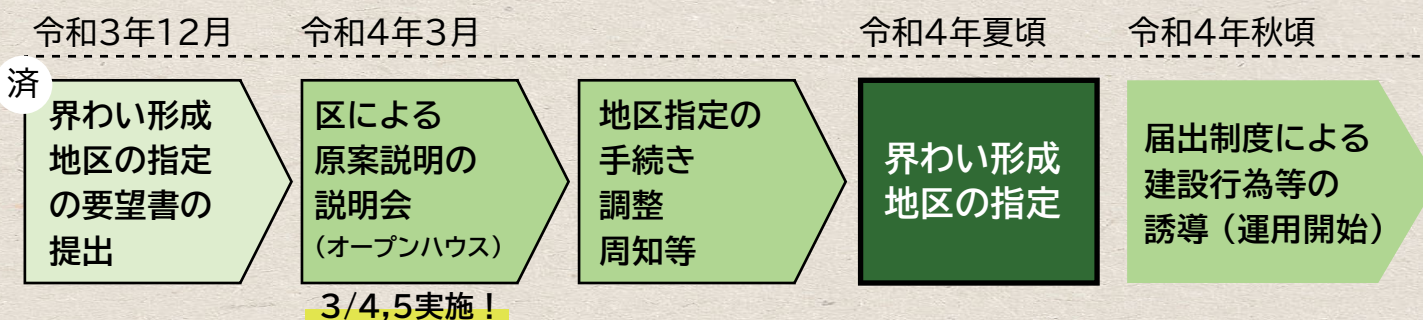 令和3年12月
令和4年3月
令和4年夏頃
令和4年秋頃
済
界わい形成
地区の指定
の要望書の
提出
区による
原案説明の
説明会
(オープンハウス)
3/4,5実施!
地区指定の
手続き
調整
周知等
界わい形成
地区の指定
届出制度による
建設行為等の
誘導(運用開始)